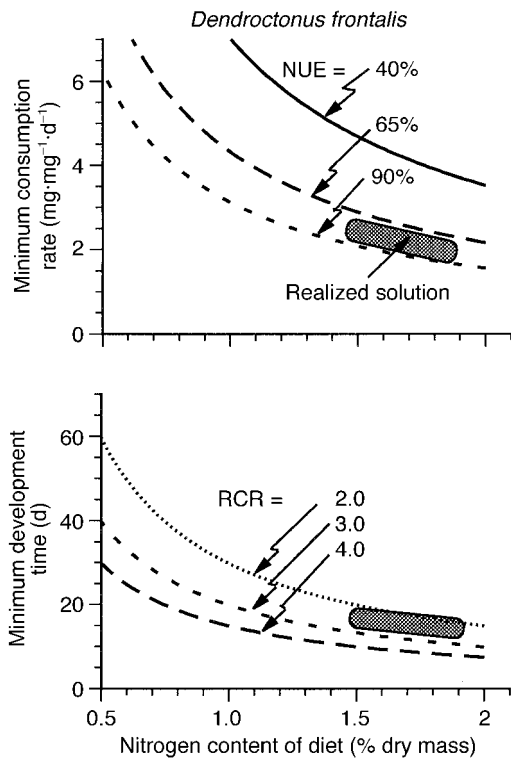 Dendroctonus frontalis
Minimum consumption
rate (mg·mg⁻¹·d⁻¹)
6
4
2
0
NUE = 40%
65%
90%
Realized solution
Minimum development
time (d)
60
40
20
0
RCR = 2.0
3.0
4.0
0.5 1.0 1.5 2
Nitrogen content of diet (% dry mass)